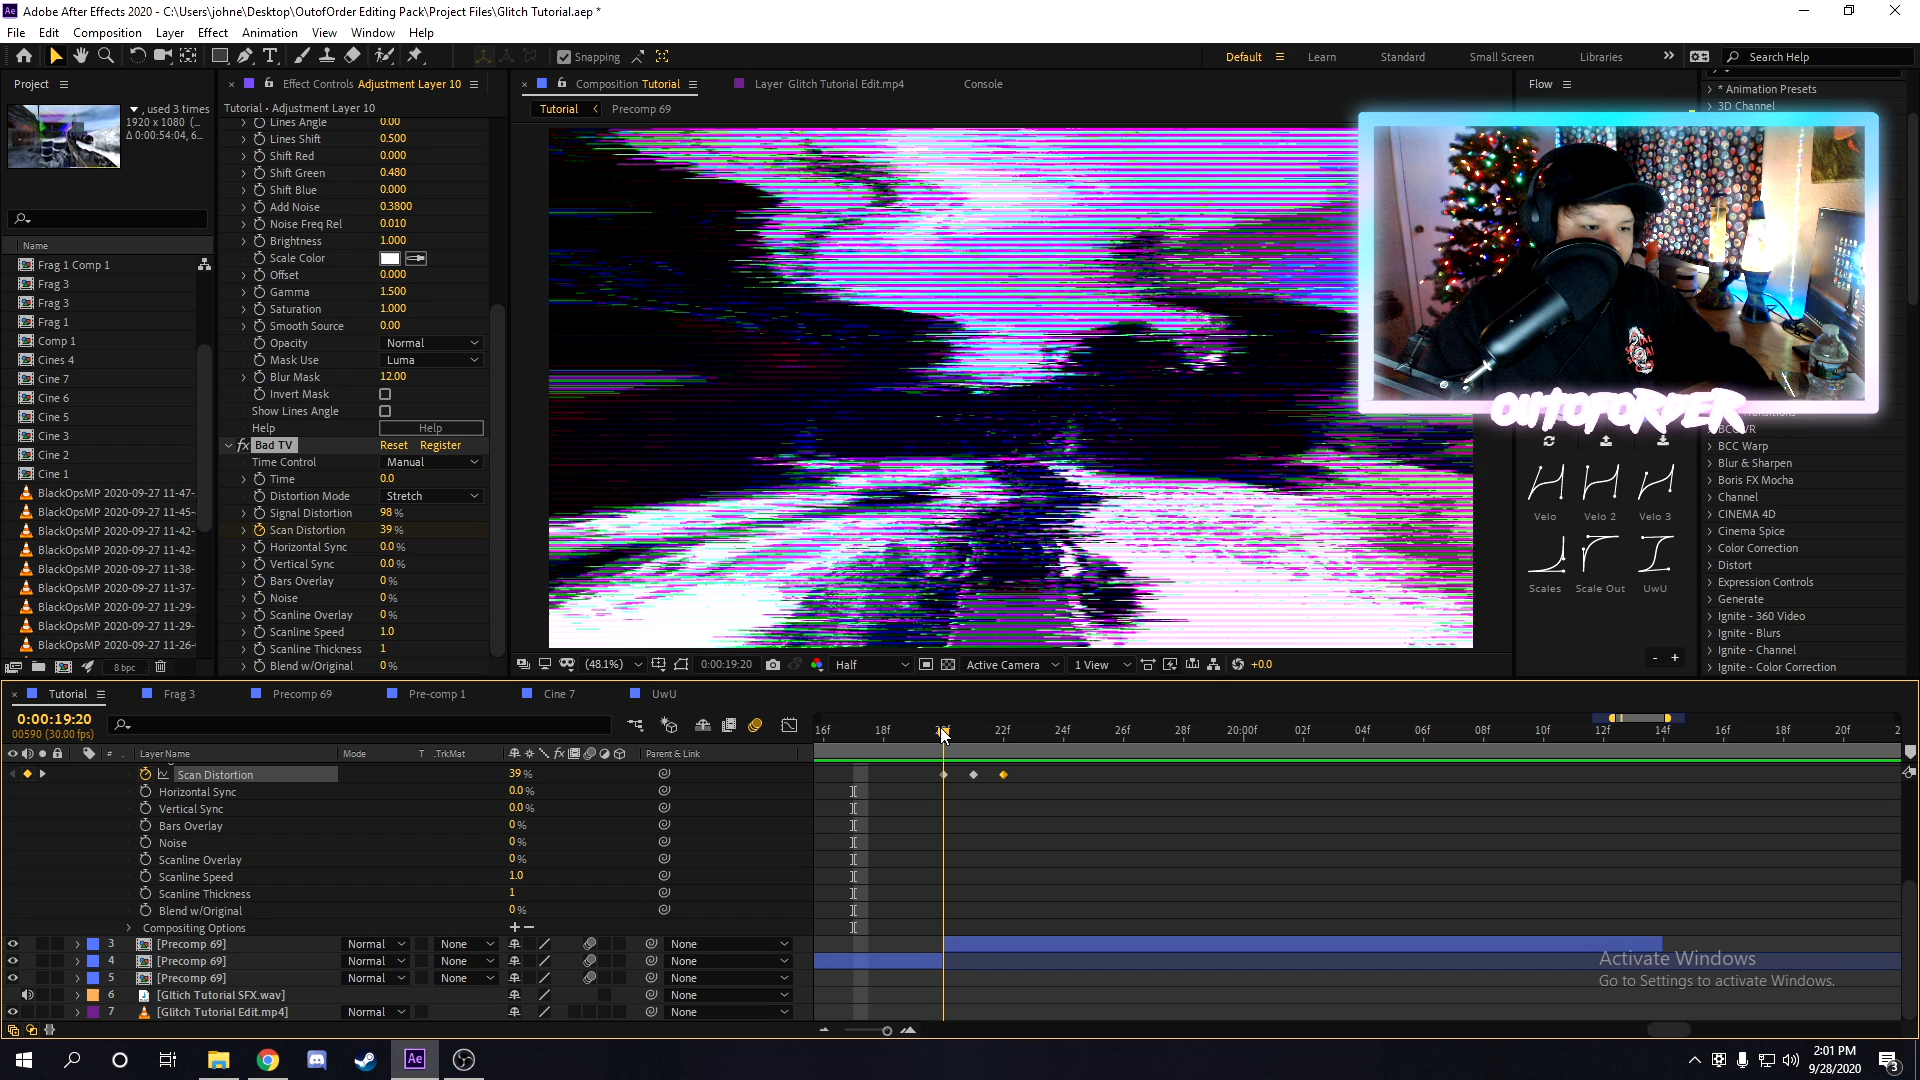 Adobe After Effects 2020 - C:\Users\johne\Desktop\OutofOrder Editing Pack\Project Files\Glitch Tutorial.aep *
File Edit Composition Layer Effect Animation View Window Help
Snapping
Default Learn Standard Small Screen Libraries Search Help
Project
, used 3 times
1920 x 1080 (...
Δ 0:00:54:04, 6...
Name
Frag 1 Comp 1
Frag 3
Frag 3
Frag 1
Comp 1
Cines 4
Cine 7
Cine 6
Cine 5
Cine 3
Cine 2
Cine 1
BlackOpsMP 2020-09-27 11-47-
BlackOpsMP 2020-09-27 11-45-
BlackOpsMP 2020-09-27 11-42-
BlackOpsMP 2020-09-27 11-42-
BlackOpsMP 2020-09-27 11-38-
BlackOpsMP 2020-09-27 11-37-
BlackOpsMP 2020-09-27 11-29-
BlackOpsMP 2020-09-27 11-29-
BlackOpsMP 2020-09-27 11-26-
8 bpc
Effect Controls Adjustment Layer 10
Tutorial • Adjustment Layer 10
Lines Angle 0.00
Lines Shift 0.500
Shift Red 0.000
Shift Green 0.480
Shift Blue 0.000
Add Noise 0.3800
Noise Freq Rel 0.010
Brightness 1.000
Scale Color
Offset 0.000
Gamma 1.500
Saturation 1.000
Smooth Source 0.00
Opacity Normal
Mask Use Luma
Blur Mask 12.00
Invert Mask
Show Lines Angle
Help Help
fx Bad TV Reset Register
Time Control Manual
Time 0.0
Distortion Mode Stretch
Signal Distortion 98 %
Scan Distortion 39 %
Horizontal Sync 0.0 %
Vertical Sync 0.0 %
Bars Overlay 0 %
Noise 0 %
Scanline Overlay 0 %
Scanline Speed 1.0
Scanline Thickness 1
Blend w/Original 0 %
Composition Tutorial
Layer Glitch Tutorial Edit.mp4
Console
Tutorial Precomp 69
OUTOFORDER
(48.1%) 0:00:19:20 Half Active Camera 1 View +0.0
Flow
Velo Velo 2 Velo 3
Scales Scale Out UwU
- +
* Animation Presets
3D Channel
BCC VR
BCC Warp
Blur & Sharpen
Boris FX Mocha
Channel
CINEMA 4D
Cinema Spice
Color Correction
Distort
Expression Controls
Generate
Ignite - 360 Video
Ignite - Blurs
Ignite - Channel
Ignite - Color Correction
Tutorial Frag 3 Precomp 69 Pre-comp 1 Cine 7 UwU
0:00:19:20
00590 (30.00 fps)
16f 18f 22f 24f 26f 28f 20:00f 02f 04f 06f 08f 10f 12f 14f 16f 18f 20f 2
# Layer Name Mode T .TrkMat Parent & Link
Scan Distortion 39 %
Horizontal Sync 0.0 %
Vertical Sync 0.0 %
Bars Overlay 0 %
Noise 0 %
Scanline Overlay 0 %
Scanline Speed 1.0
Scanline Thickness 1
Blend w/Original 0 %
Compositing Options + −
3 [Precomp 69] Normal None None
4 [Precomp 69] Normal None None
5 [Precomp 69] Normal None None
6 [Gltich Tutorial SFX.wav] None
7 [Glitch Tutorial Edit.mp4] Normal None
Activate Windows
Go to Settings to activate Windows.
Ae
2:01 PM
9/28/2020
3